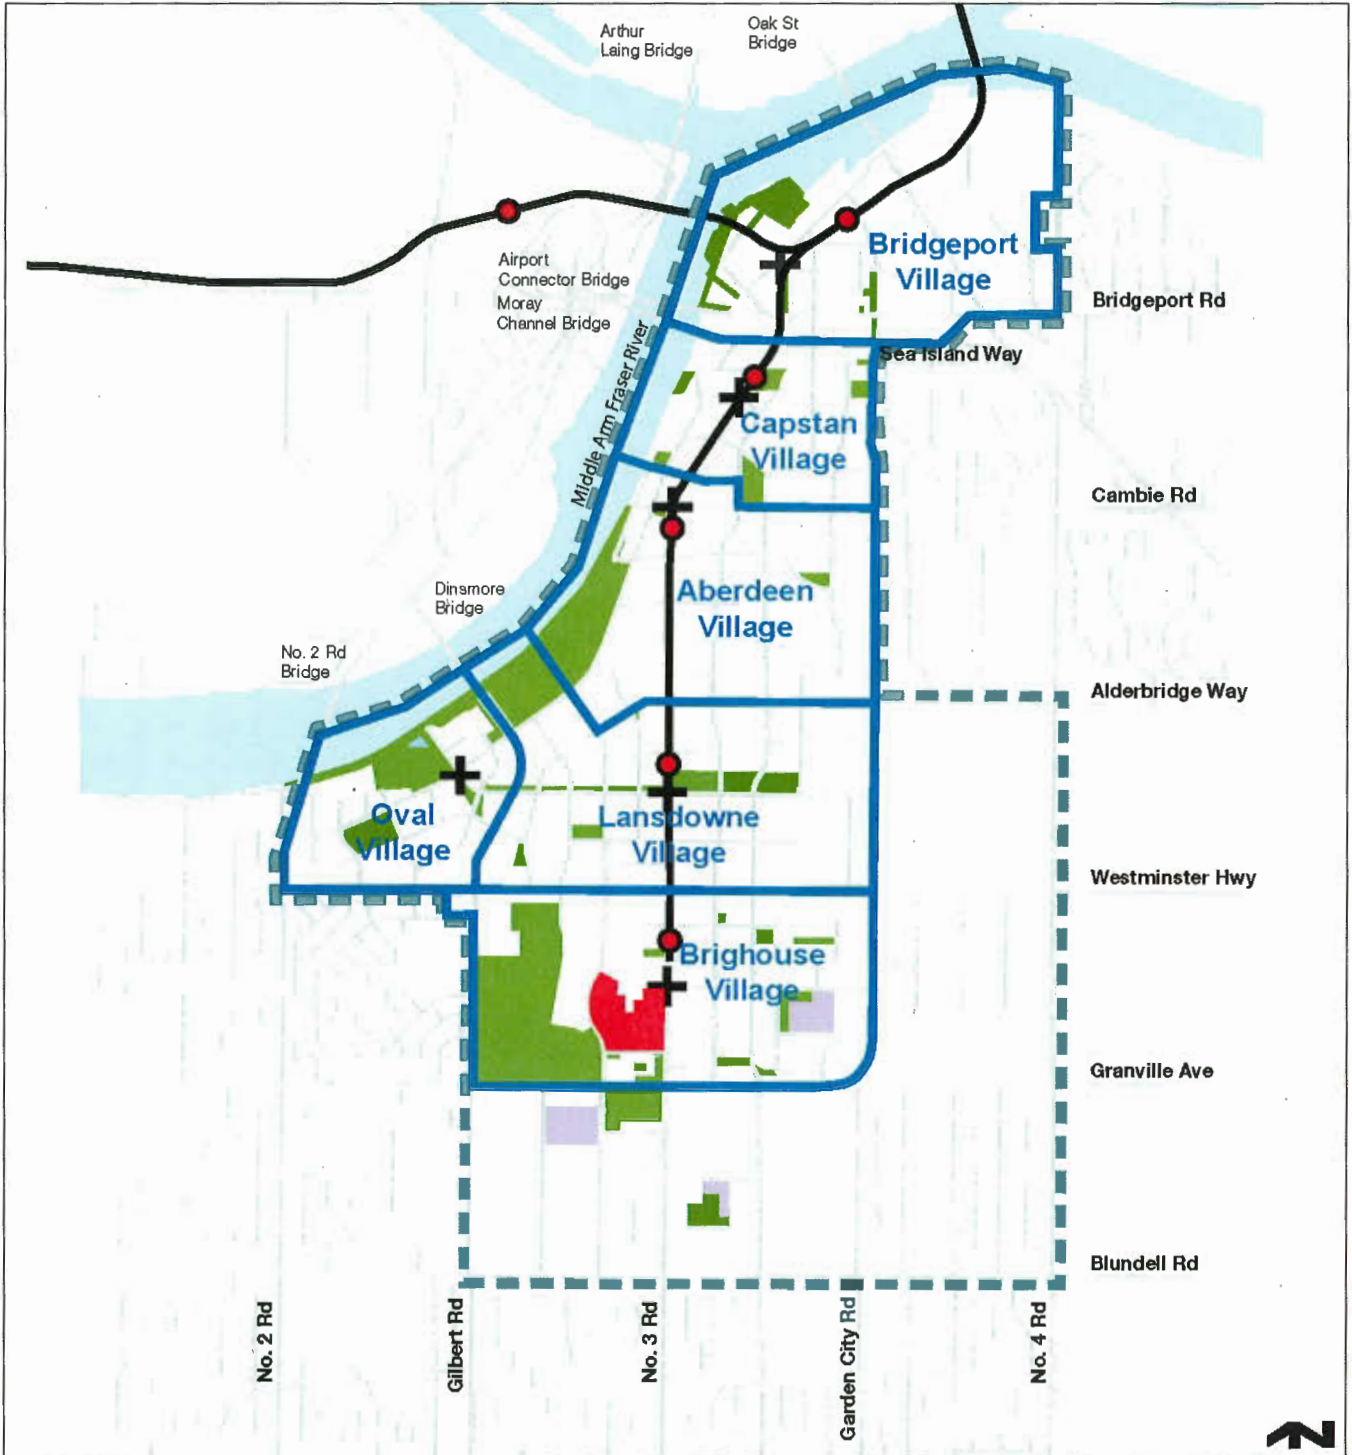 Arthur
Laing Bridge
Oak St
Bridge
Airport
Connector Bridge
Moray
Channel Bridge
Bridgeport
Village
Bridgeport Rd
Sea Island Way
Middle Arm Fraser River
Capstan
Village
Cambie Rd
Dinsmore
Bridge
Aberdeen
Village
No. 2 Rd
Bridge
Alderbridge Way
Oval
Village
Lansdowne
Village
Westminster Hwy
Brighouse
Village
Granville Ave
Blundell Rd
No. 2 Rd
Gilbert Rd
No. 3 Rd
Garden City Rd
No. 4 Rd
N